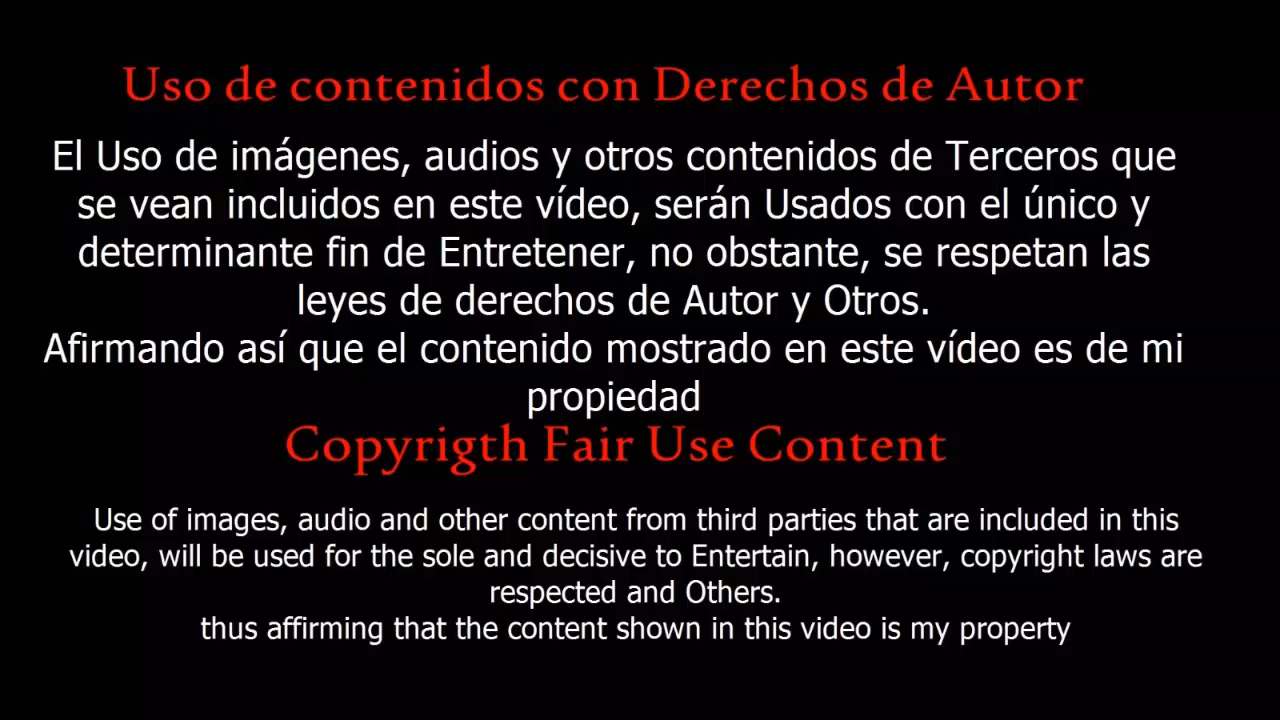 Uso de contenidos con Derechos de Autor
El Uso de imágenes, audios y otros contenidos de Terceros que
se vean incluidos en este vídeo, serán Usados con el único y
determinante fin de Entretener, no obstante, se respetan las
leyes de derechos de Autor y Otros.
Afirmando así que el contenido mostrado en este vídeo es de mi
propiedad
Copyrigth Fair Use Content
Use of images, audio and other content from third parties that are included in this
video, will be used for the sole and decisive to Entertain, however, copyright laws are
respected and Others.
thus affirming that the content shown in this video is my property